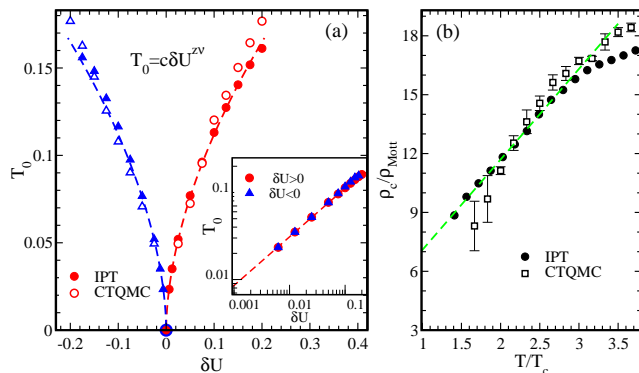 (a)
T₀=cδU^{zν}
T₀
0.15
0.1
0.05
0
-0.2 -0.1 0 0.1 0.2 0.3 0.4
δU
IPT
CTQMC
δU>0
δU<0
T₀
0.1
0.01
0.001 0.01 0.1
δU
(b)
ρ_c/ρ_Mott
18
15
12
9
6
3
0
1 1.5 2 2.5 3 3.5
T/T_c
IPT
CTQMC